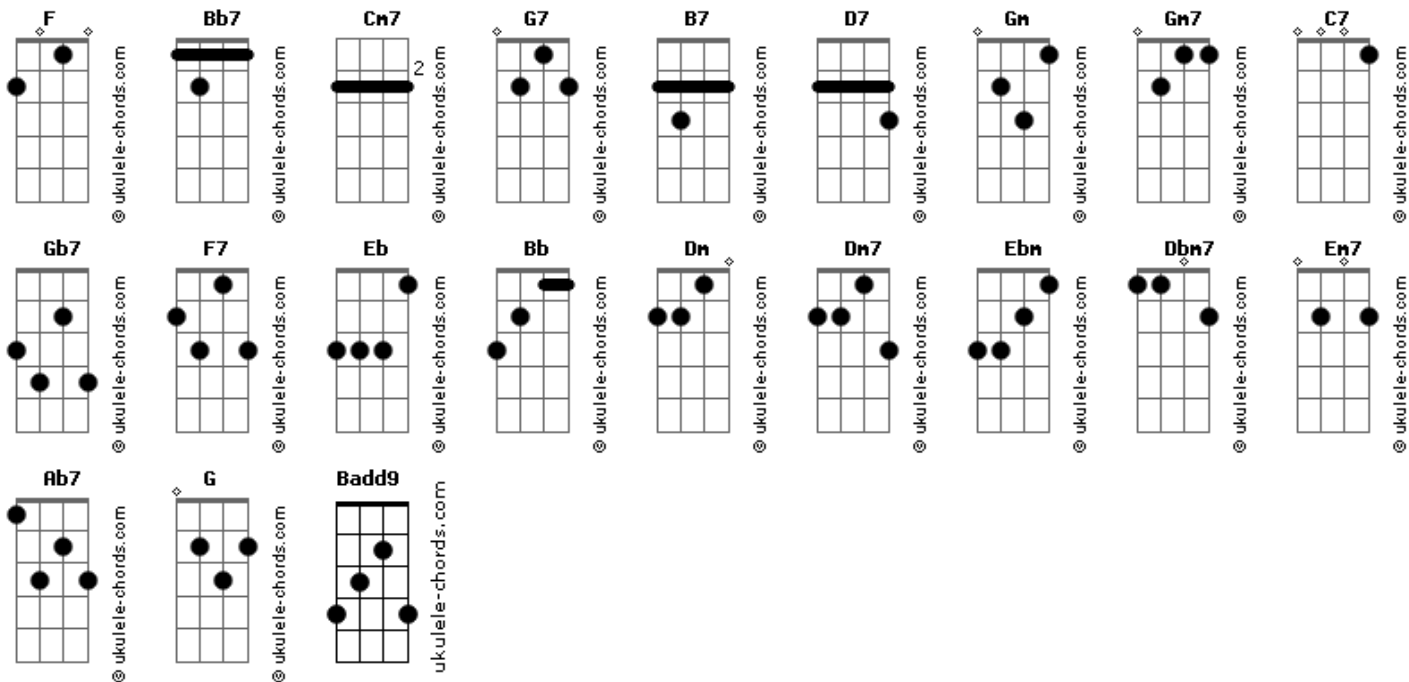 F Bb7 Cm7 G7 B7 D7 Gm Gm7 C7
2
© ukulele-chords.com © ukulele-chords.com © ukulele-chords.com © ukulele-chords.com © ukulele-chords.com © ukulele-chords.com © ukulele-chords.com © ukulele-chords.com © ukulele-chords.com
Gb7 F7 Eb Bb Dm Dm7 Ebm Dbm7 Em7
© ukulele-chords.com © ukulele-chords.com © ukulele-chords.com © ukulele-chords.com © ukulele-chords.com © ukulele-chords.com © ukulele-chords.com © ukulele-chords.com © ukulele-chords.com
Ab7 G Badd9
© ukulele-chords.com © ukulele-chords.com ukulele-chords.com